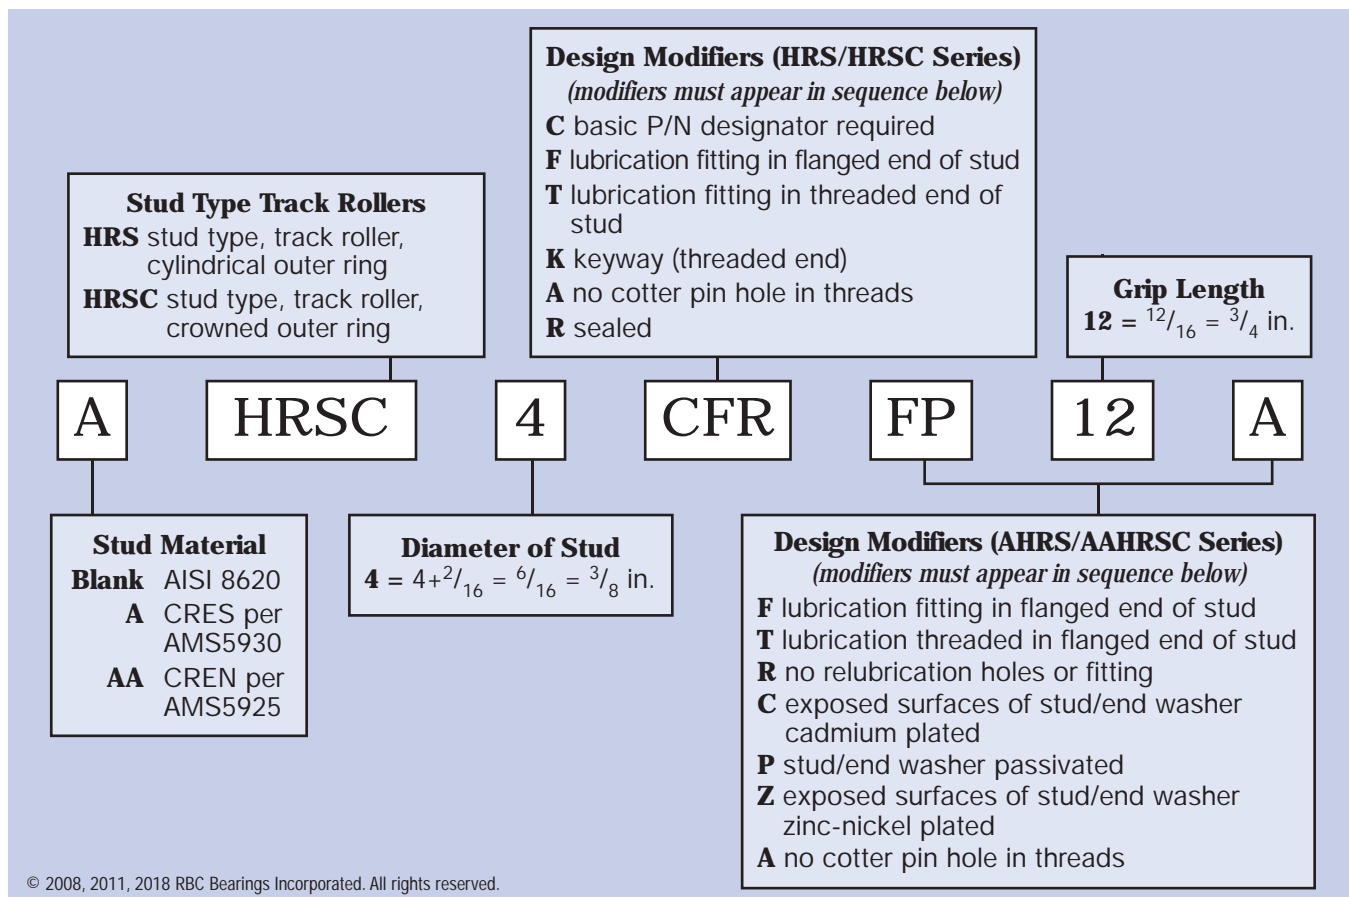 Design Modifiers (HRS/HRSC Series)
(modifiers must appear in sequence below)
C basic P/N designator required
F lubrication fitting in flanged end of stud
T lubrication fitting in threaded end of
stud
K keyway (threaded end)
A no cotter pin hole in threads
R sealed
Stud Type Track Rollers
HRS stud type, track roller,
cylindrical outer ring
HRSC stud type, track roller,
crowned outer ring
Grip Length
12 = 12/16 = 3/4 in.
A HRSC 4 CFR FP 12 A
Stud Material
Blank AISI 8620
A CRES per
AMS5930
AA CREN per
AMS5925
Diameter of Stud
4 = 4+2/16 = 6/16 = 3/8 in.
Design Modifiers (AHRS/AAHRSC Series)
(modifiers must appear in sequence below)
F lubrication fitting in flanged end of stud
T lubrication threaded in flanged end of stud
R no relubrication holes or fitting
C exposed surfaces of stud/end washer
cadmium plated
P stud/end washer passivated
Z exposed surfaces of stud/end washer
zinc-nickel plated
A no cotter pin hole in threads
© 2008, 2011, 2018 RBC Bearings Incorporated. All rights reserved.